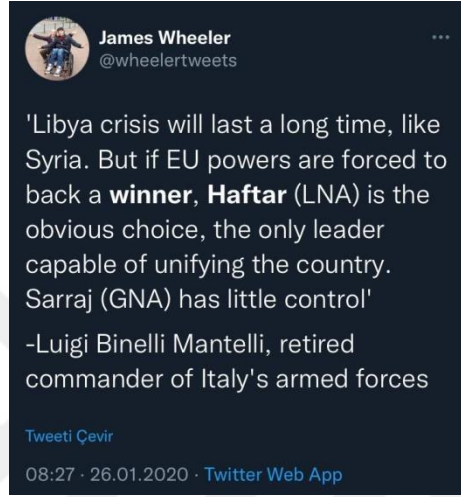 James Wheeler
@wheelertweets
'Libya crisis will last a long time, like
Syria. But if EU powers are forced to
back a winner, Haftar (LNA) is the
obvious choice, the only leader
capable of unifying the country.
Sarraj (GNA) has little control'
-Luigi Binelli Mantelli, retired
commander of Italy's armed forces
Tweeti Çevir
08:27 · 26.01.2020 · Twitter Web App